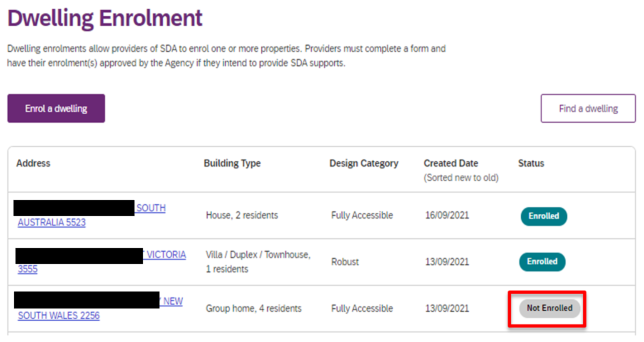 Dwelling Enrolment
Dwelling enrolments allow providers of SDA to enrol one or more properties. Providers must complete a form and
have their enrolment(s) approved by the Agency if they intend to provide SDA supports.
Enrol a dwelling
Find a dwelling
Address Building Type Design Category Created Date Status
(Sorted new to old)
SOUTH
AUSTRALIA 5523
House, 2 residents Fully Accessible 16/09/2021 Enrolled
VICTORIA
3555
Villa / Duplex / Townhouse,
1 residents
Robust 13/09/2021 Enrolled
NEW
SOUTH WALES 2256
Group home, 4 residents Fully Accessible 13/09/2021 Not Enrolled